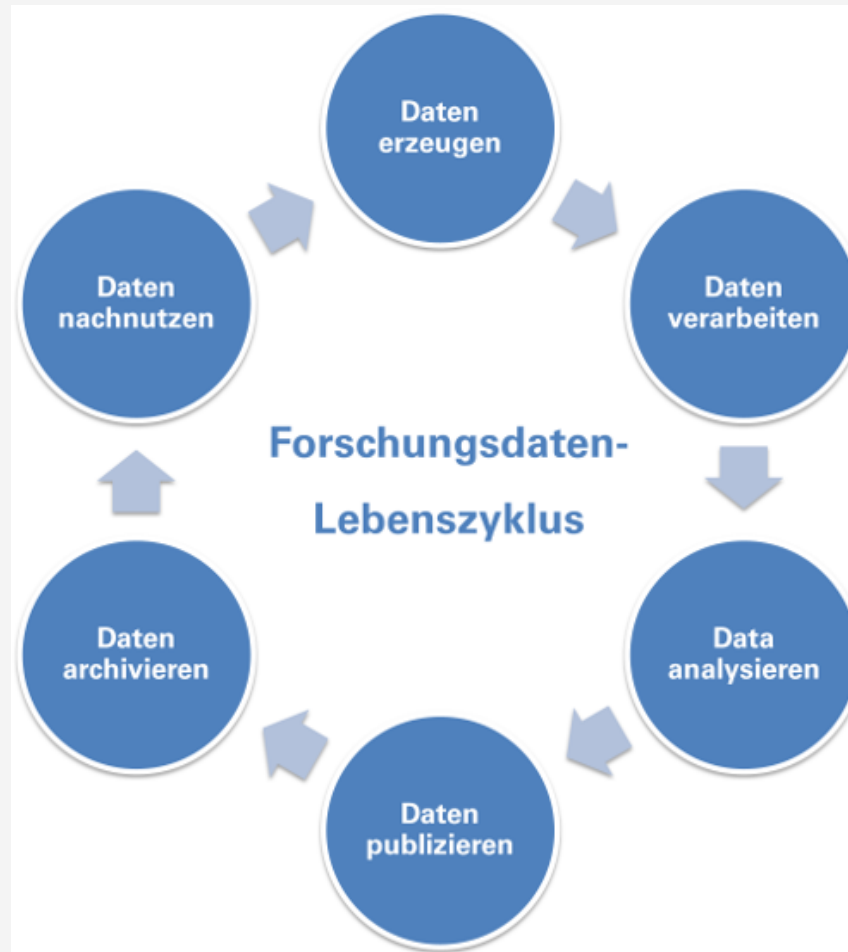 Daten
erzeugen
Daten
verarbeiten
Data
analysieren
Daten
publizieren
Daten
archivieren
Daten
nachnutzen
Forschungsdaten-
Lebenszyklus